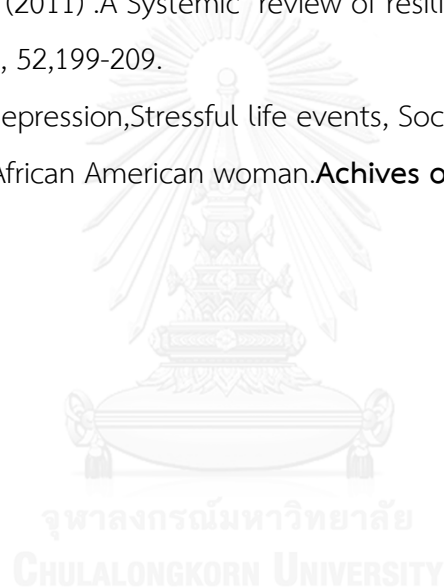 (2011) .A Systemic review of resili
, 52,199-209.
epression,Stressful life events, Soc
African American woman.Achives o
จุฬาลงกรณ์มหาวิทยาลัย
CHULALONGKORN UNIVERSITY